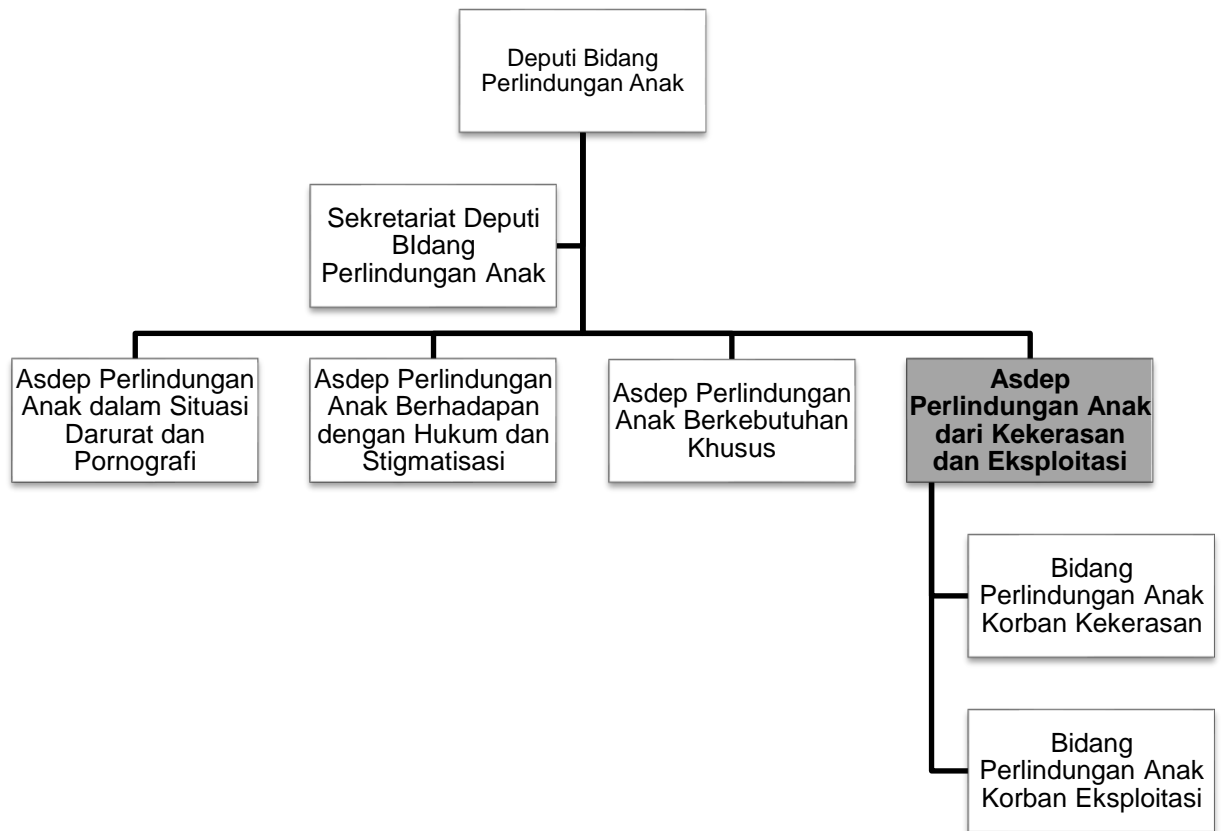 Deputi Bidang
Perlindungan Anak
Sekretariat Deputi
BIdang
Perlindungan Anak
Asdep Perlindungan
Anak dalam Situasi
Darurat dan
Pornografi
Asdep Perlindungan
Anak Berhadapan
dengan Hukum dan
Stigmatisasi
Asdep Perlindungan
Anak Berkebutuhan
Khusus
Asdep
Perlindungan Anak
dari Kekerasan
dan Eksploitasi
Bidang
Perlindungan Anak
Korban Kekerasan
Bidang
Perlindungan Anak
Korban Eksploitasi